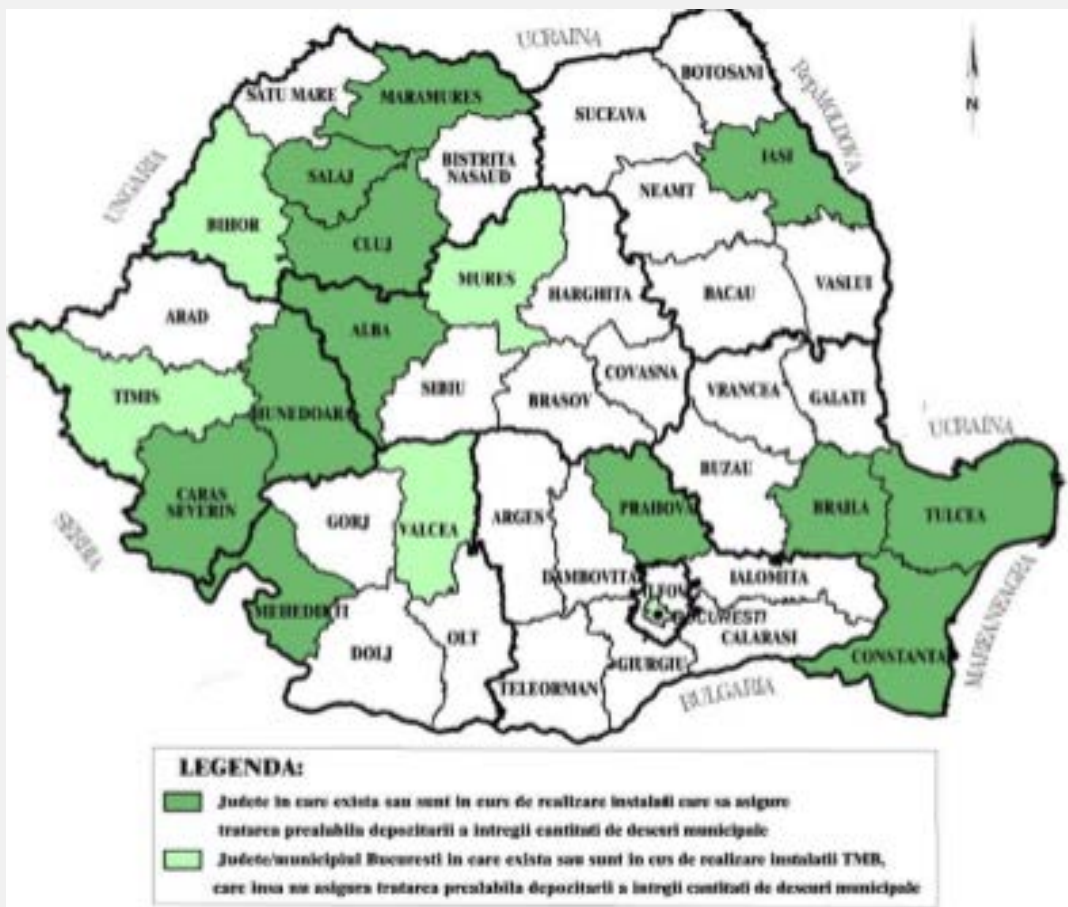 UCRAINA
BOTOSANI
Rep.MOLDOVA
N
SATU MARE
MARAMURES
SUCEAVA
UNGARIA
SALAJ
BISTRITA
NASAUD
IASI
NEAMT
BIHOR
CLUJ
MURES
HARGHITA
BACAU
VASLUI
ARAD
ALBA
TIMIS
HUNEDOARA
SIBIU
BRASOV
COVASNA
VRANCEA
GALATI
UCRAINA
CARAS
SEVERIN
BUZAU
SERBIA
GORJ
VALCEA
ARGES
PRAHOVA
BRAILA
TULCEA
DAMBOVITA
IALOMITA
ILFOV
MEHEDINTI
BUCURESTI
CALARASI
DOLJ
OLT
GIURGIU
CONSTANTA
MAREA NEAGRA
TELEORMAN
BULGARIA
LEGENDA:
Judete in care exista sau sunt in curs de realizare instalatii care sa asigure
tratarea prealabila depozitarii a intregii cantitati de deseuri municipale
Judete/municipiul Bucuresti in care exista sau sunt in curs de realizare instalatii TMB,
care insa nu asigura tratarea prealabila depozitarii a intrgii cantitati de deseuri municipale